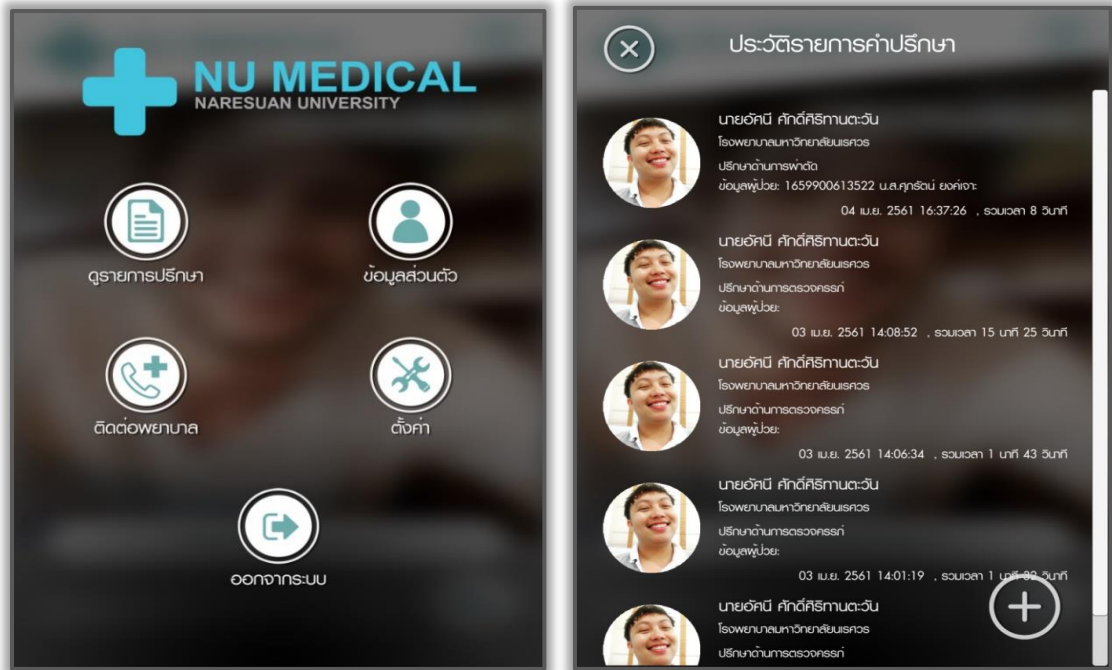 NU MEDICAL
NARESUAN UNIVERSITY
ดูรายการปรึกษา
ข้อมูลส่วนตัว
ติดต่อพยาบาล
ตั้งค่า
ออกจากระบบ
ประวัติรายการคำปรึกษา
นายอัศนี ศักดิ์ศิริทานตะวัน
โรงพยาบาลมหาวิทยาลัยนเรศวร
ปรึกษาด้านการผ่าตัด
ข้อมูลผู้ป่วย: 1659900613522 น.ส.ศุภรัตน์ ยงค์เจาะ
04 เม.ย. 2561 16:37:26 , รวมเวลา 8 วินาที
นายอัศนี ศักดิ์ศิริทานตะวัน
โรงพยาบาลมหาวิทยาลัยนเรศวร
ปรึกษาด้านการตรวจครรภ์
ข้อมูลผู้ป่วย:
03 เม.ย. 2561 14:08:52 , รวมเวลา 15 นาที 25 วินาที
นายอัศนี ศักดิ์ศิริทานตะวัน
โรงพยาบาลมหาวิทยาลัยนเรศวร
ปรึกษาด้านการตรวจครรภ์
ข้อมูลผู้ป่วย:
03 เม.ย. 2561 14:06:34 , รวมเวลา 1 นาที 43 วินาที
นายอัศนี ศักดิ์ศิริทานตะวัน
โรงพยาบาลมหาวิทยาลัยนเรศวร
ปรึกษาด้านการตรวจครรภ์
ข้อมูลผู้ป่วย:
03 เม.ย. 2561 14:01:19 , รวมเวลา 1 นาที 32 วินาที
นายอัศนี ศักดิ์ศิริทานตะวัน
โรงพยาบาลมหาวิทยาลัยนเรศวร
ปรึกษาด้านการตรวจครรภ์